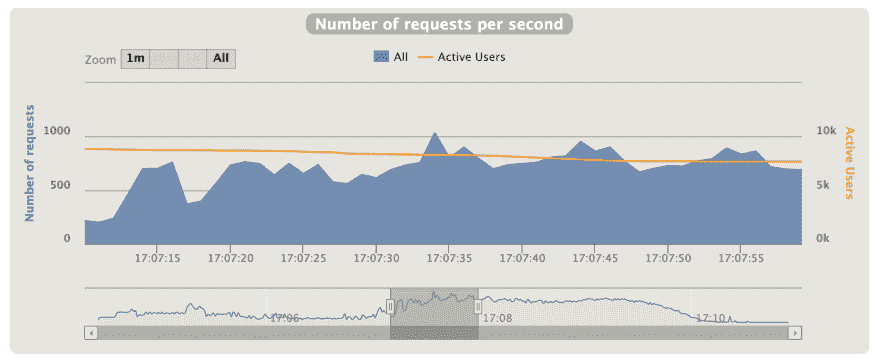 Number of requests per second
Zoom 1m All
All Active Users
Number of requests
1000
500
0
10k
5k
0k
Active Users
17:07:15 17:07:20 17:07:25 17:07:30 17:07:35 17:07:40 17:07:45 17:07:50 17:07:55
17:06 17:08 17:10